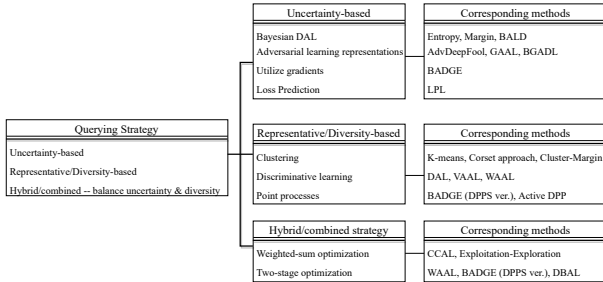 Uncertainty-based
Bayesian DAL
Adversarial learning representations
Utilize gradients
Loss Prediction
Corresponding methods
Entropy, Margin, BALD
AdvDeepFool, GAAL, BGADL
BADGE
LPL
Querying Strategy
Uncertainty-based
Representative/Diversity-based
Hybrid/combined -- balance uncertainty & diversity
Representative/Diversity-based
Clustering
Discriminative learning
Point processes
Corresponding methods
K-means, Corset approach, Cluster-Margin
DAL, VAAL, WAAL
BADGE (DPPS ver.), Active DPP
Hybrid/combined strategy
Weighted-sum optimization
Two-stage optimization
Corresponding methods
CCAL, Exploitation-Exploration
WAAL, BADGE (DPPS ver.), DBAL